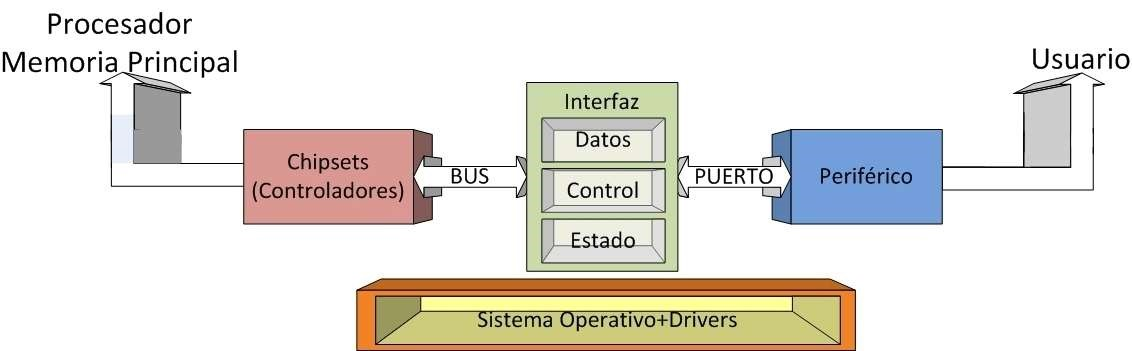 Procesador
Memoria Principal
Usuario
Interfaz
Datos
Chipsets
(Controladores)
BUS
Control
PUERTO
Periférico
Estado
Sistema Operativo+Drivers